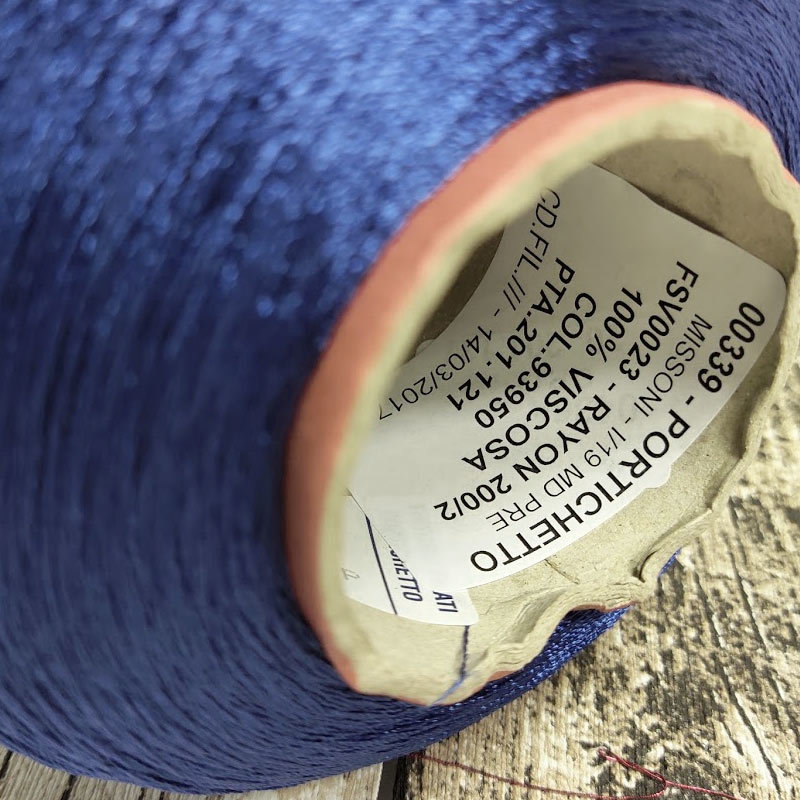 00339 - PORTICHETTO
MISSONI - I/19 MD PRE
FSV0023 - RAYON 200/2
100% VISCOSA
COL.93950
PTA.201.121
CD.FIL./// - 14/03/2017
ATI